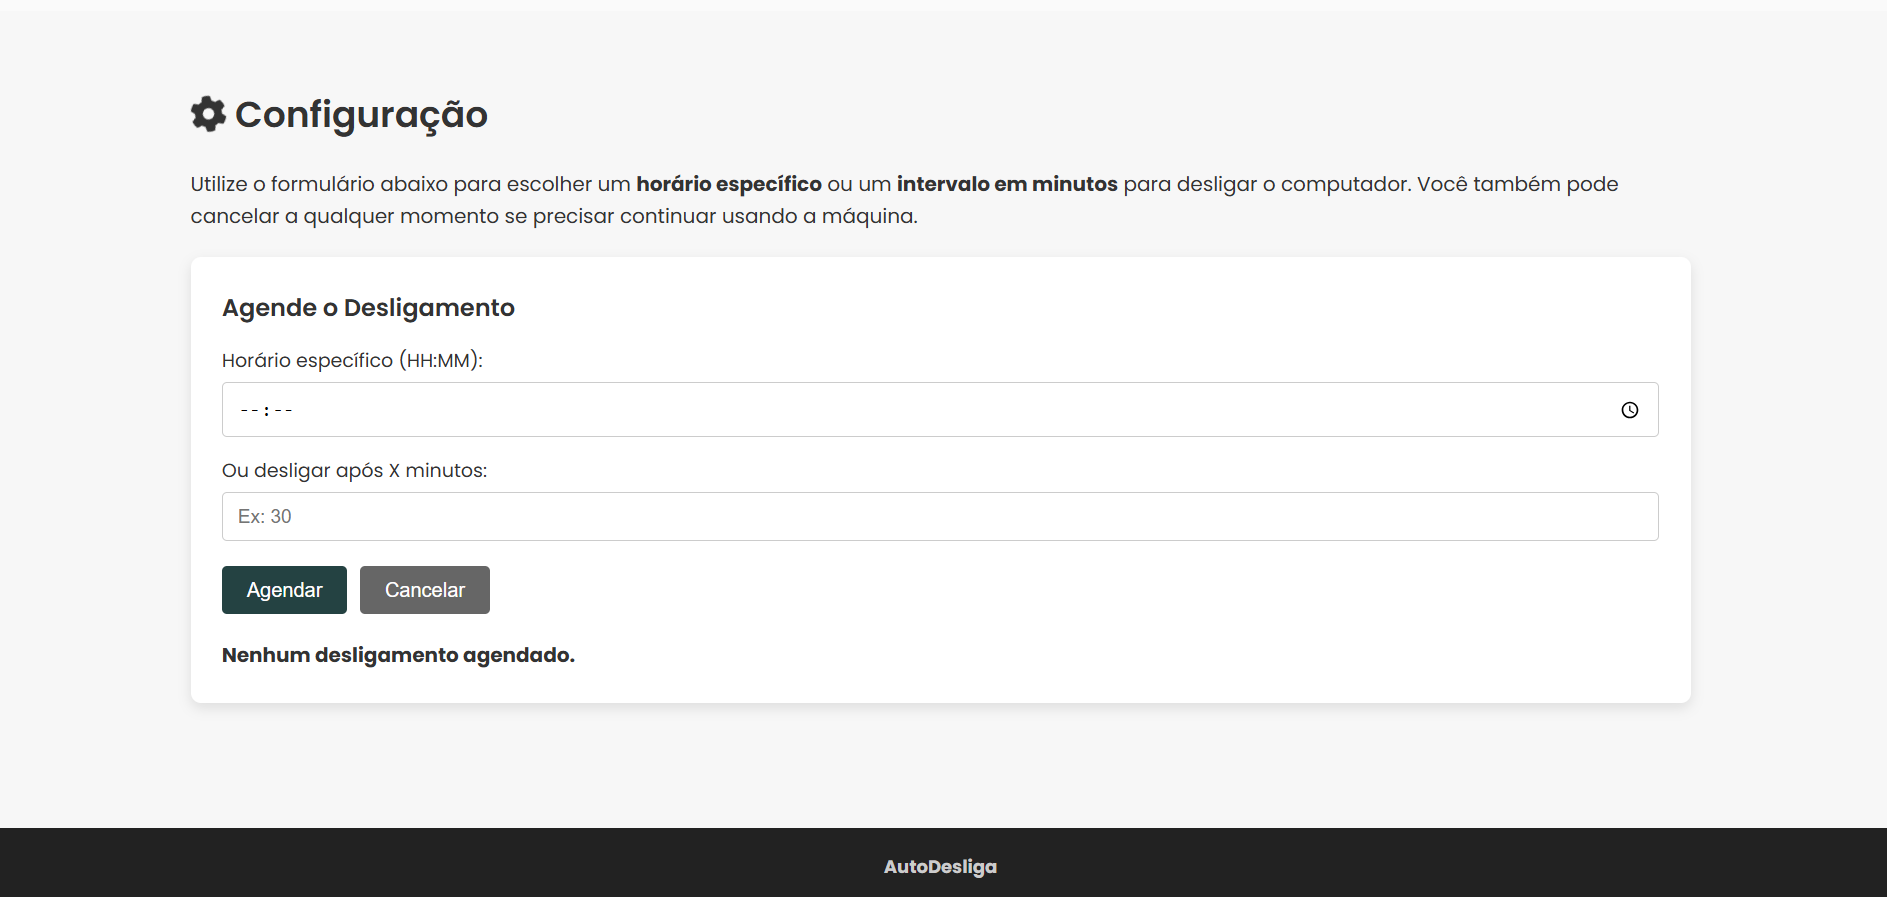 Configuração
Utilize o formulário abaixo para escolher um horário específico ou um intervalo em minutos para desligar o computador. Você também pode
cancelar a qualquer momento se precisar continuar usando a máquina.
Agende o Desligamento
Horário específico (HH:MM):
--:--
Ou desligar após X minutos:
Ex: 30
Agendar Cancelar
Nenhum desligamento agendado.
AutoDesliga